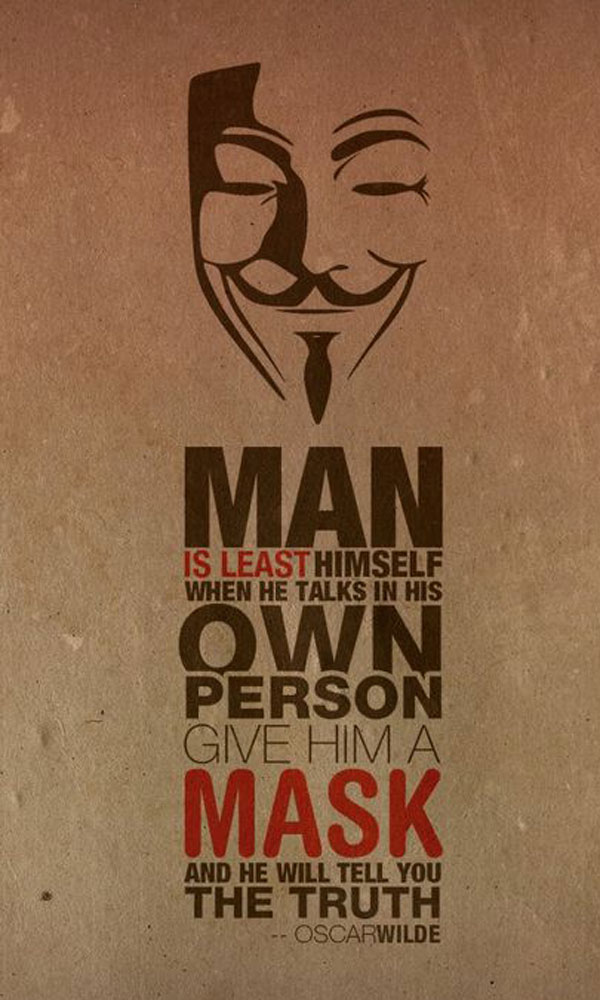 MAN
IS LEAST HIMSELF
WHEN HE TALKS IN HIS
OWN
PERSON
GIVE HIM A
MASK
AND HE WILL TELL YOU
THE TRUTH
-- OSCARWILDE